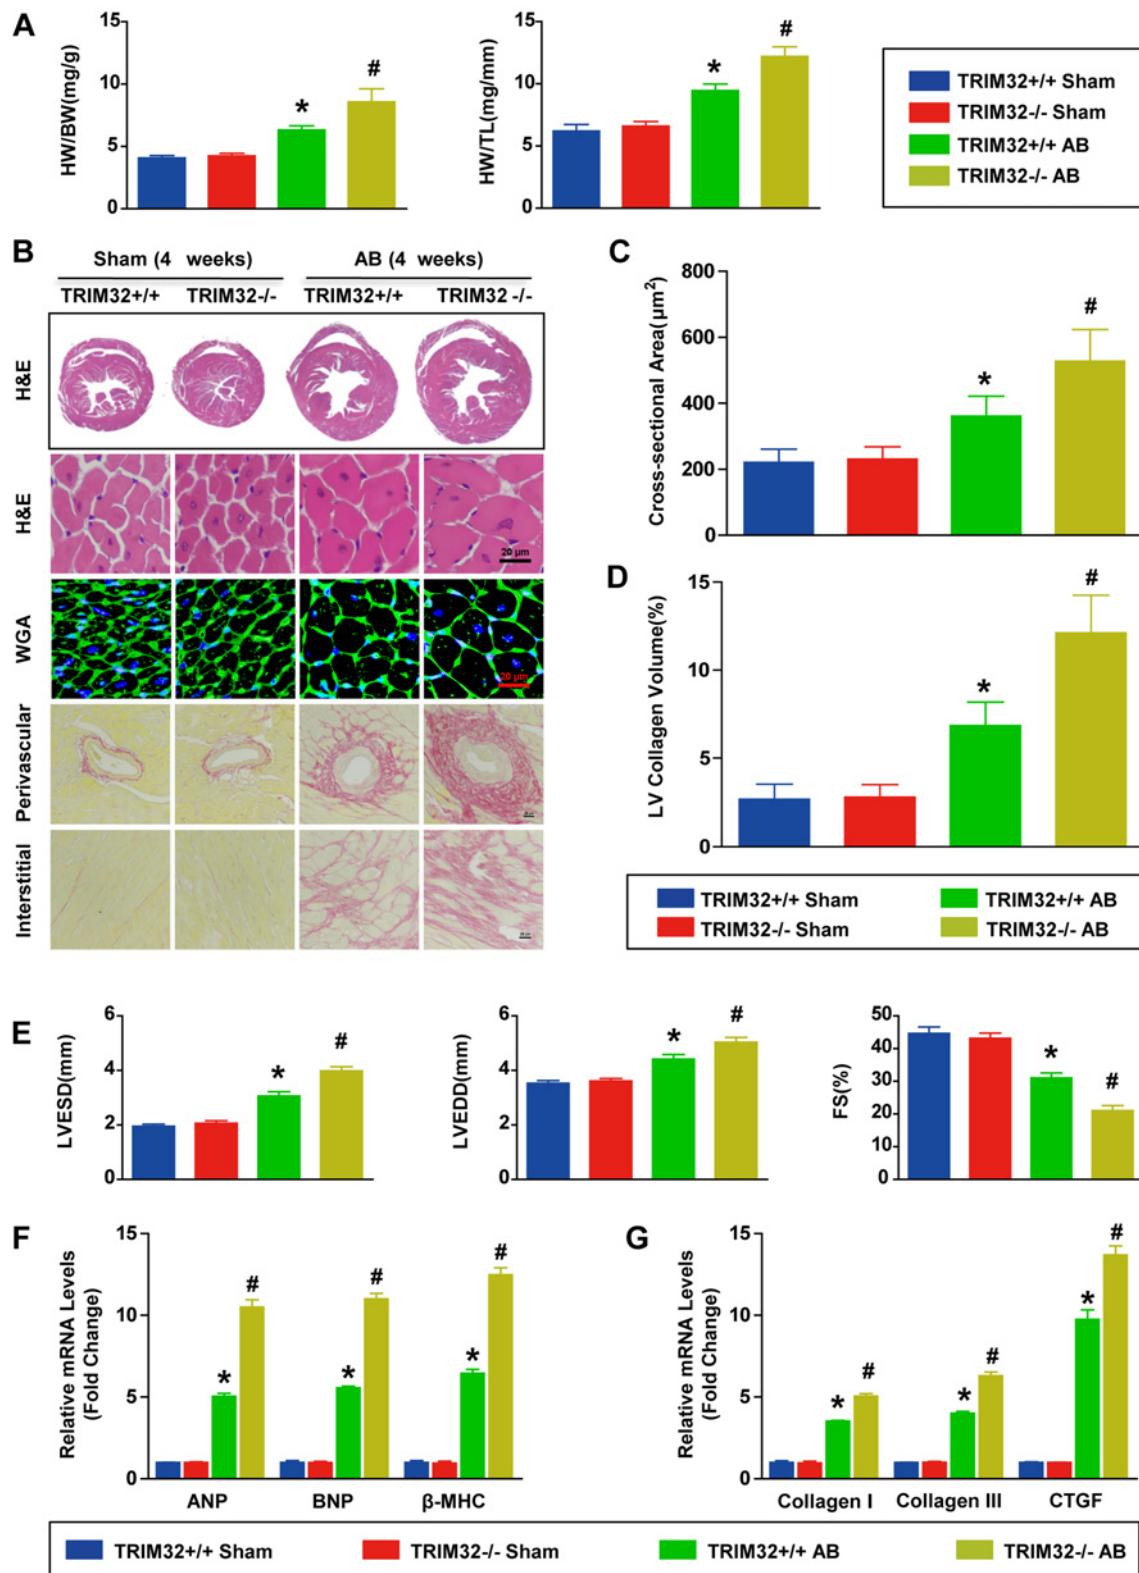 A
HW/BW(mg/g)
15
10
5
0
*
#
HW/TL(mg/mm)
15
10
5
0
*
#
TRIM32+/+ Sham
TRIM32-/- Sham
TRIM32+/+ AB
TRIM32-/- AB
B
Sham (4 weeks)
AB (4 weeks)
TRIM32+/+
TRIM32-/-
TRIM32+/+
TRIM32 -/-
H&E
H&E
20 µm
WGA
20 µm
Perivascular
Interstitial
C
Cross-sectional Area(µm²)
800
600
400
200
0
*
#
D
LV Collagen Volume(%)
15
10
5
0
*
#
TRIM32+/+ Sham
TRIM32+/+ AB
TRIM32-/- Sham
TRIM32-/- AB
E
LVESD(mm)
6
4
2
0
*
#
LVEDD(mm)
6
4
2
0
*
#
FS(%)
50
40
30
20
10
0
*
#
F
Relative mRNA Levels
(Fold Change)
15
10
5
0
*
#
*
#
*
#
ANP
BNP
β-MHC
G
Relative mRNA Levels
(Fold Change)
15
10
5
0
*
#
*
#
*
#
Collagen I
Collagen III
CTGF
TRIM32+/+ Sham
TRIM32-/- Sham
TRIM32+/+ AB
TRIM32-/- AB